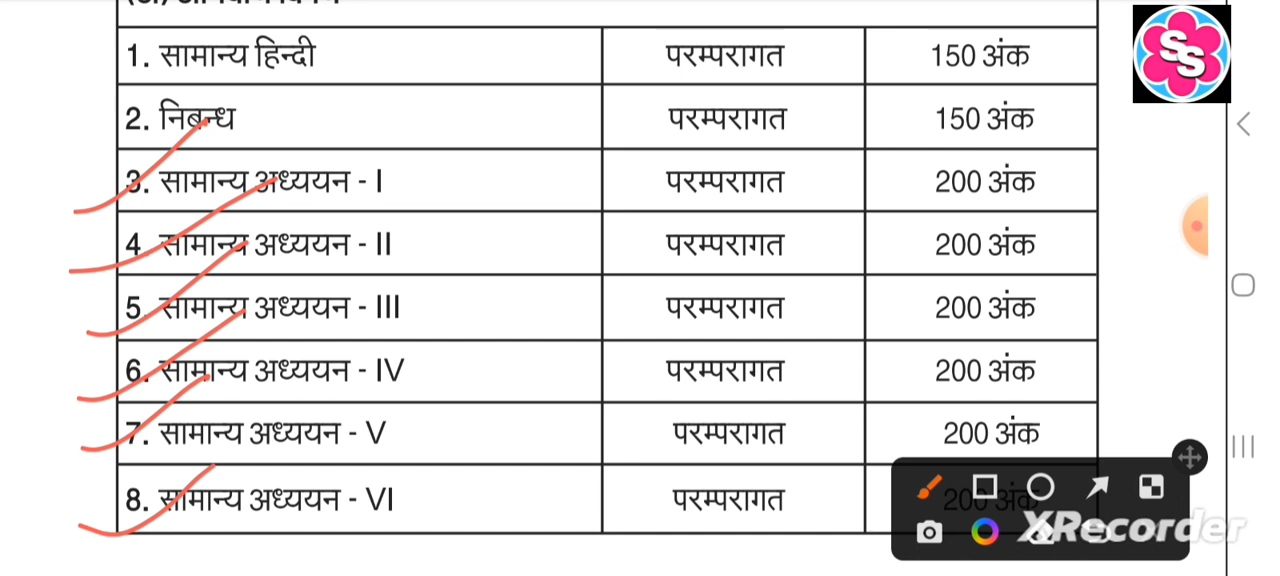 1. सामान्य हिन्दी परम्परागत 150 अंक
SS
2. निबन्ध परम्परागत 150 अंक
3. सामान्य अध्ययन - I परम्परागत 200 अंक
4. सामान्य अध्ययन - II परम्परागत 200 अंक
5. सामान्य अध्ययन - III परम्परागत 200 अंक
6. सामान्य अध्ययन - IV परम्परागत 200 अंक
7. सामान्य अध्ययन - V परम्परागत 200 अंक
8. सामान्य अध्ययन - VI परम्परागत 200 अंक
XRecorder